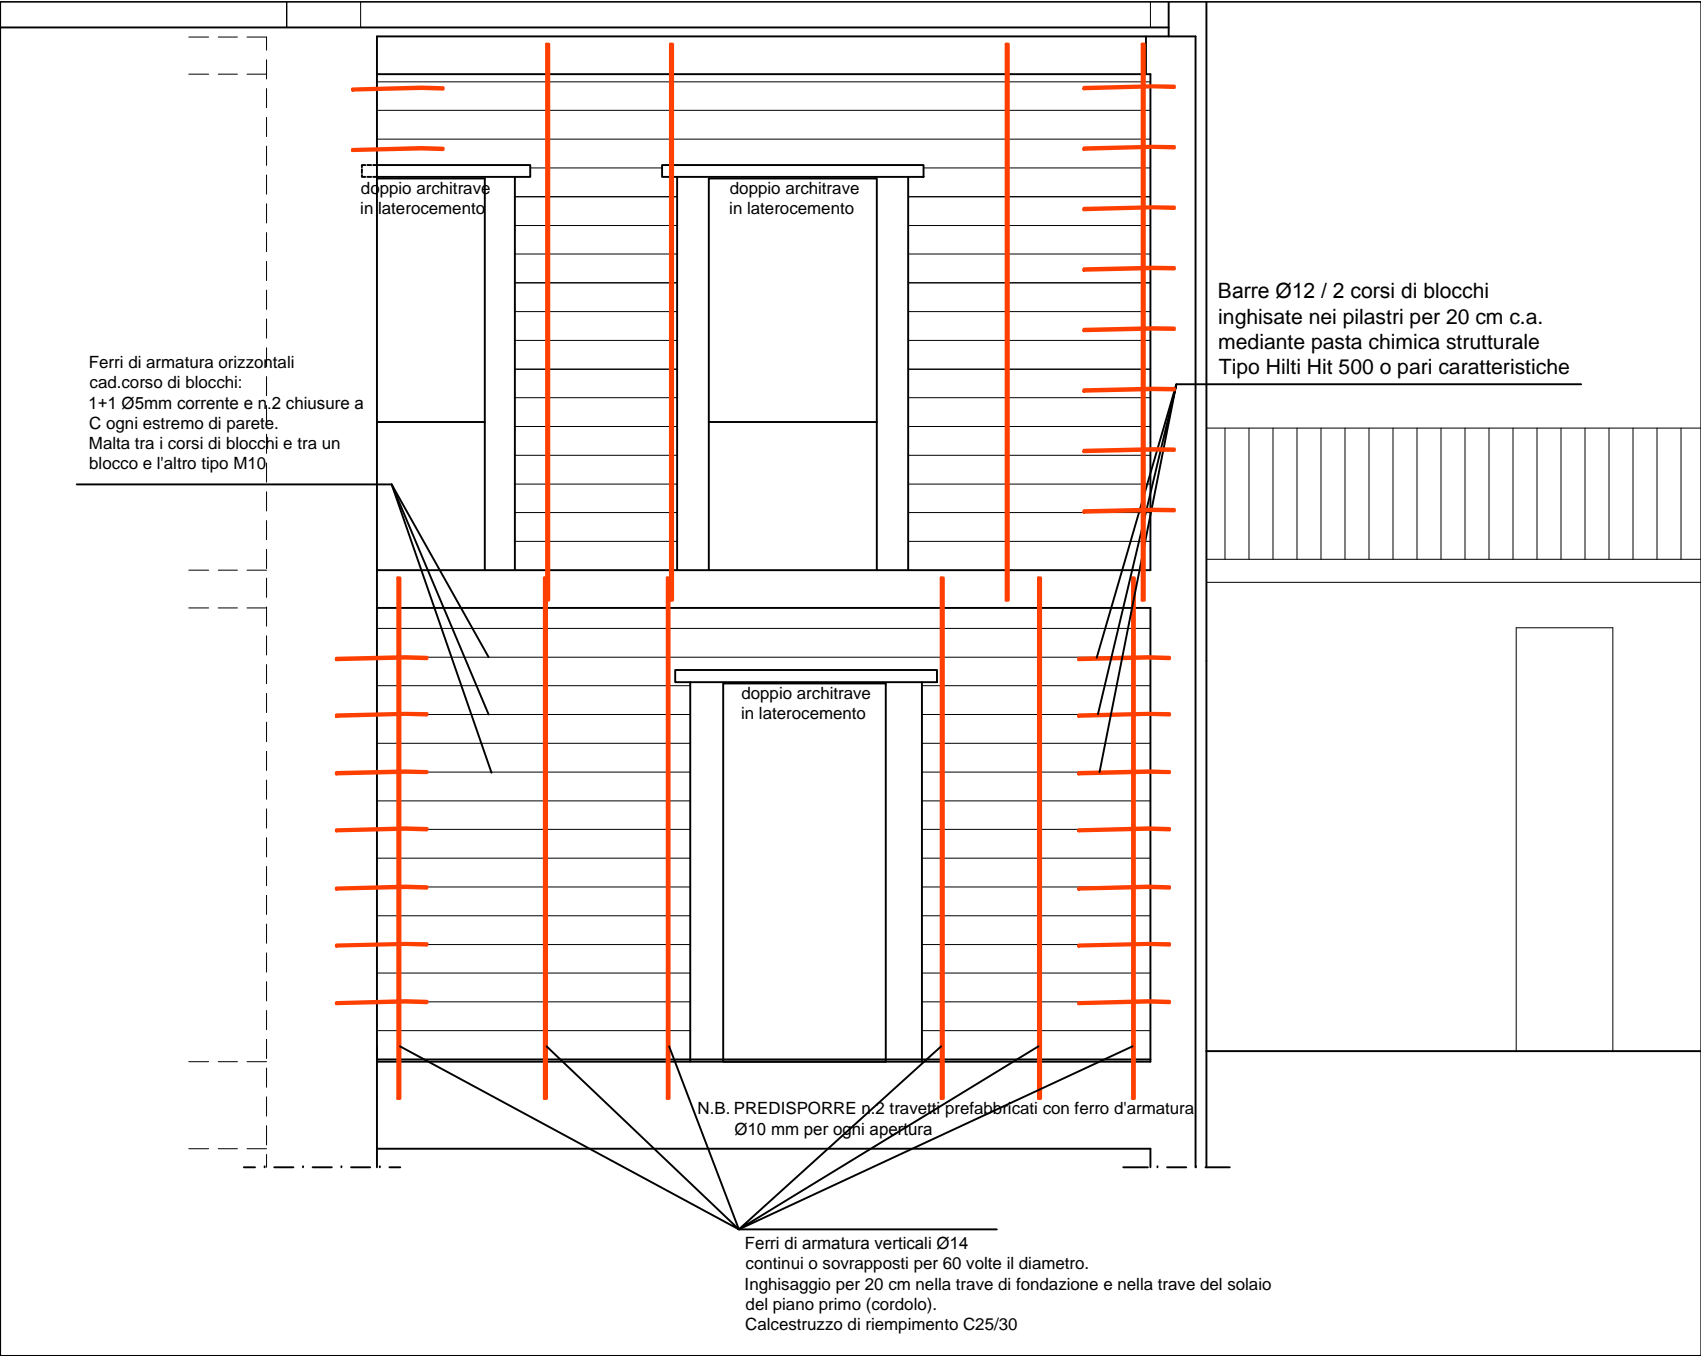 doppio architrave
in laterocemento
doppio architrave
in laterocemento
Barre Ø12 / 2 corsi di blocchi
inghisate nei pilastri per 20 cm c.a.
mediante pasta chimica strutturale
Tipo Hilti Hit 500 o pari caratteristiche
Ferri di armatura orizzontali
cad.corso di blocchi:
1+1 Ø5mm corrente e n.2 chiusure a
C ogni estremo di parete.
Malta tra i corsi di blocchi e tra un
blocco e l'altro tipo M10
doppio architrave
in laterocemento
N.B. PREDISPORRE n.2 travetti prefabbricati con ferro d'armatura
Ø10 mm per ogni apertura
Ferri di armatura verticali Ø14
continui o sovrapposti per 60 volte il diametro.
Inghisaggio per 20 cm nella trave di fondazione e nella trave del solaio
del piano primo (cordolo).
Calcestruzzo di riempimento C25/30